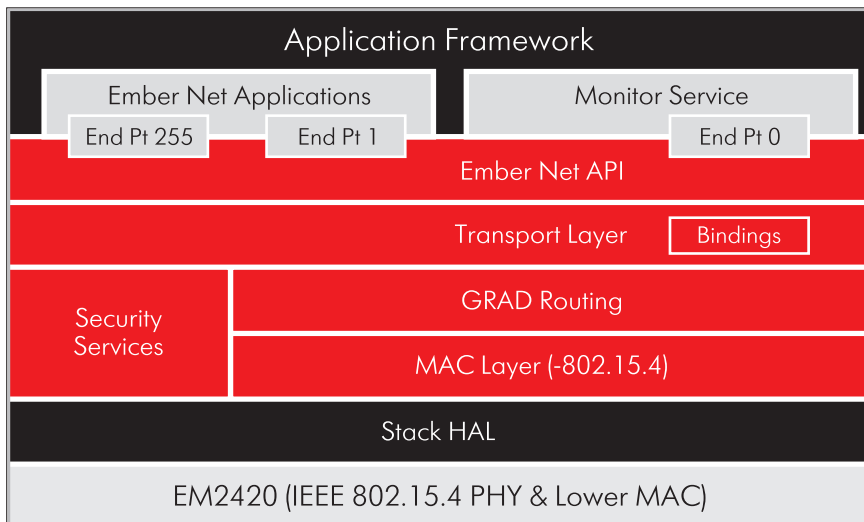 Application Framework
Ember Net Applications
Monitor Service
End Pt 255
End Pt 1
End Pt 0
Ember Net API
Transport Layer
Bindings
Security
Services
GRAD Routing
MAC Layer (-802.15.4)
Stack HAL
EM2420 (IEEE 802.15.4 PHY & Lower MAC)